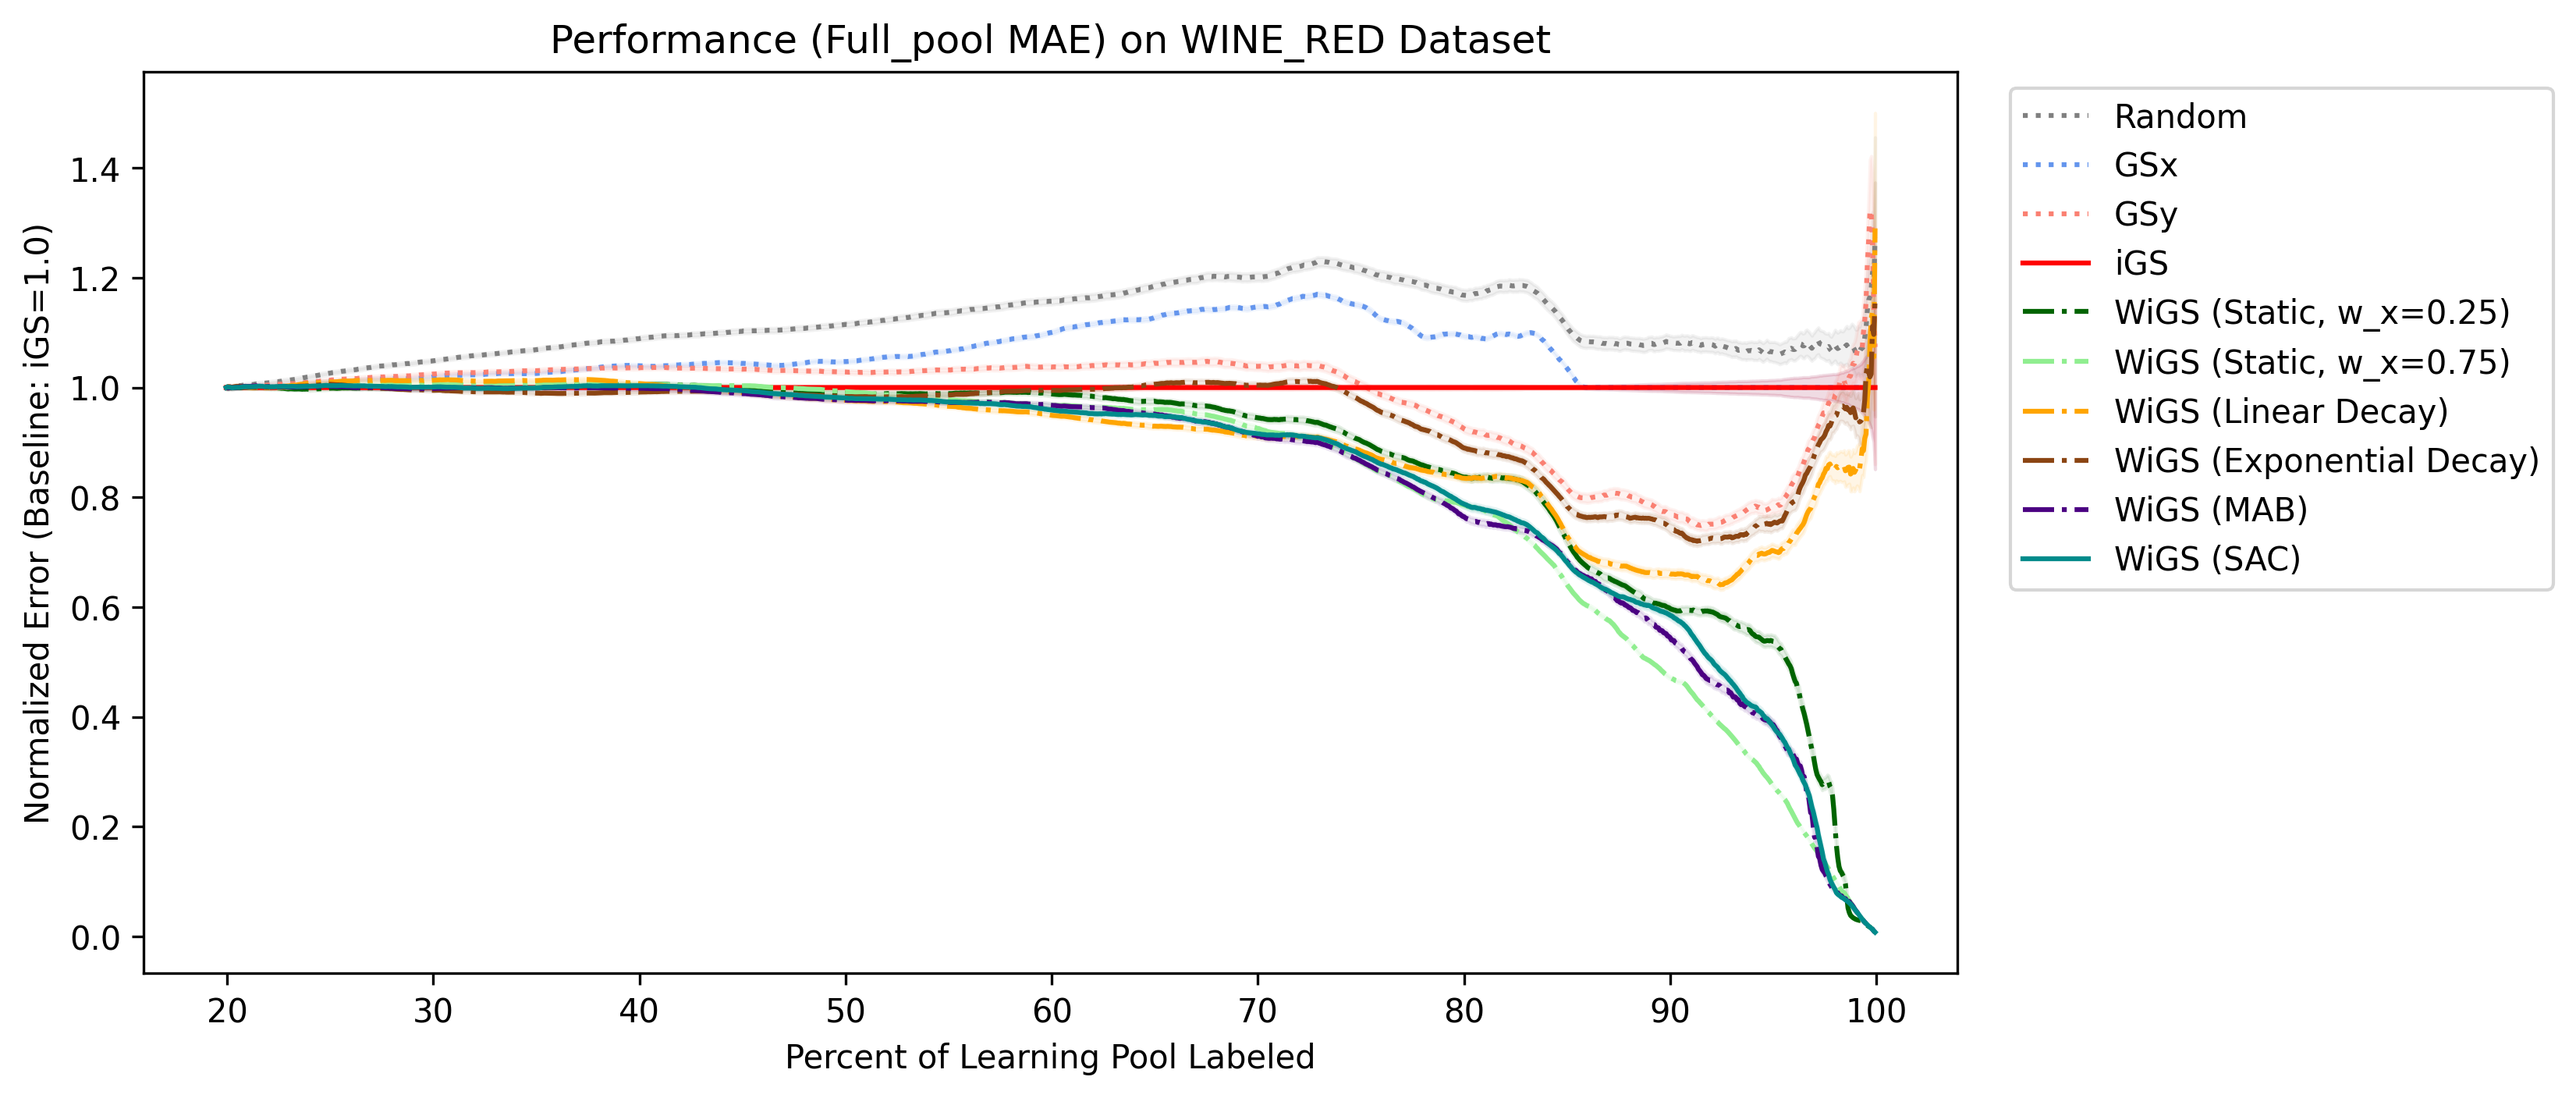 Performance (Full_pool MAE) on WINE_RED Dataset
Normalized Error (Baseline: iGS=1.0)
1.4
1.2
1.0
0.8
0.6
0.4
0.2
0.0
20 30 40 50 60 70 80 90 100
Percent of Learning Pool Labeled
Random
GSx
GSy
iGS
WiGS (Static, w_x=0.25)
WiGS (Static, w_x=0.75)
WiGS (Linear Decay)
WiGS (Exponential Decay)
WiGS (MAB)
WiGS (SAC)